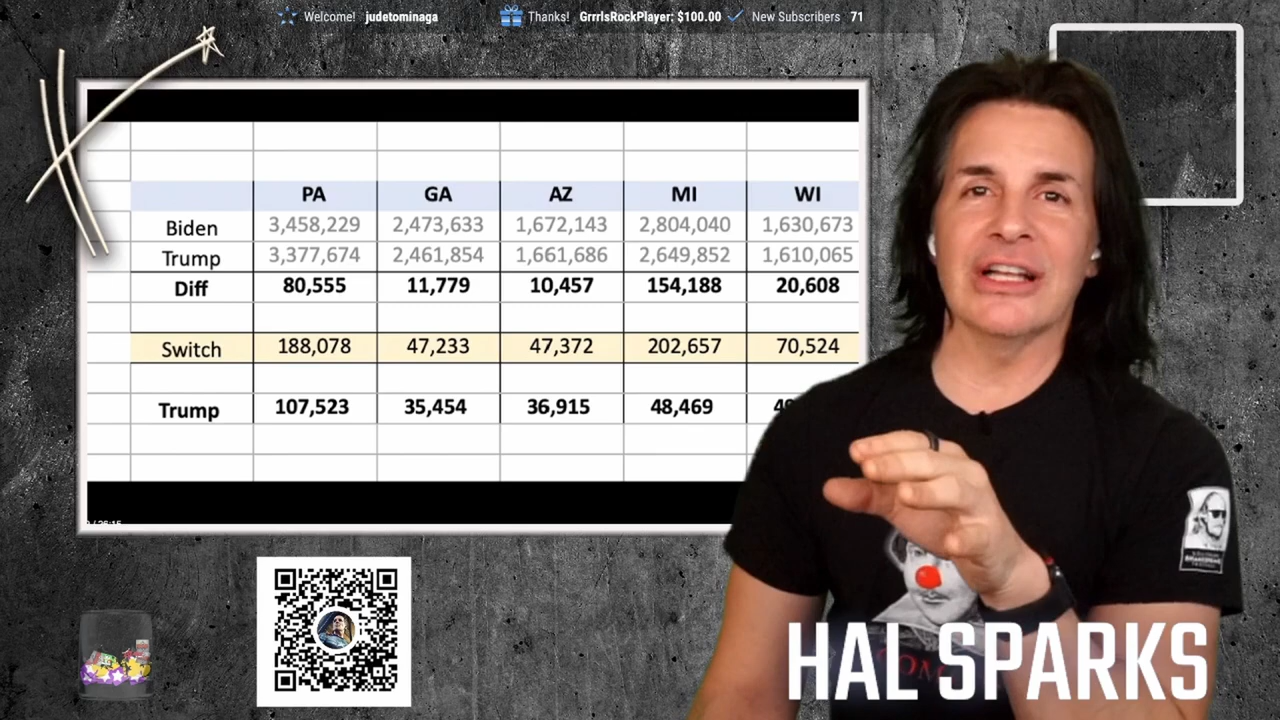 Welcome! judetominaga Thanks! GrrrlsRockPlayer: $100.00 New Subscribers 71
PA GA AZ MI WI
Biden 3,458,229 2,473,633 1,672,143 2,804,040 1,630,673
Trump 3,377,674 2,461,854 1,661,686 2,649,852 1,610,065
Diff 80,555 11,779 10,457 154,188 20,608
Switch 188,078 47,233 47,372 202,657 70,524
Trump 107,523 35,454 36,915 48,469
HAL SPARKS